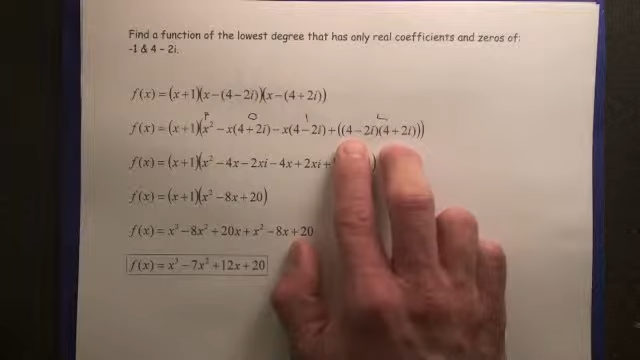 Find a function of the lowest degree that has only real coefficients and zeros of:
-1 & 4 – 2i.
f(x) = (x+1)(x−(4−2i))(x−(4+2i))
F O I L
f(x) = (x+1)(x² − x(4+2i) − x(4−2i) + ((4−2i)(4+2i)))
f(x) = (x+1)(x² − 4x − 2xi − 4x + 2xi +
f(x) = (x+1)(x² − 8x + 20)
f(x) = x³ − 8x² + 20x + x² − 8x + 20
f(x) = x³ − 7x² + 12x + 20